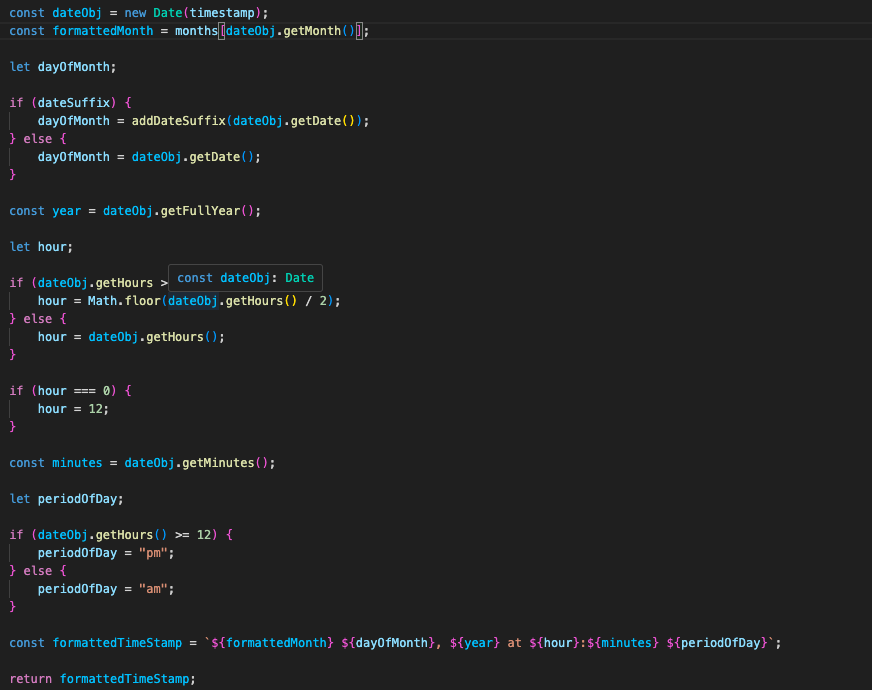 const dateObj = new Date(timestamp);
const formattedMonth = months[dateObj.getMonth()];
let dayOfMonth;
if (dateSuffix) {
dayOfMonth = addDateSuffix(dateObj.getDate());
} else {
dayOfMonth = dateObj.getDate();
}
const year = dateObj.getFullYear();
let hour;
const dateObj: Date
if (dateObj.getHours >
hour = Math.floor(dateObj.getHours() / 2);
} else {
hour = dateObj.getHours();
}
if (hour === 0) {
hour = 12;
}
const minutes = dateObj.getMinutes();
let periodOfDay;
if (dateObj.getHours() >= 12) {
periodOfDay = "pm";
} else {
periodOfDay = "am";
}
const formattedTimeStamp = `${formattedMonth} ${dayOfMonth}, ${year} at ${hour}:${minutes} ${periodOfDay}`;
return formattedTimeStamp;